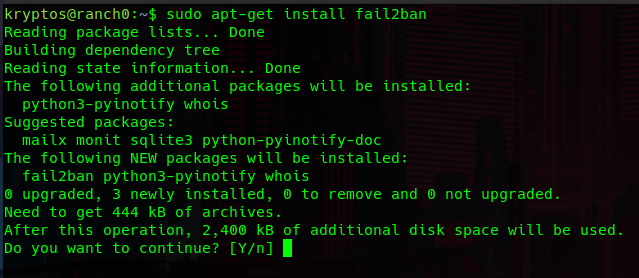 kryptos@ranch0:~$ sudo apt-get install fail2ban
Reading package lists... Done
Building dependency tree
Reading state information... Done
The following additional packages will be installed:
  python3-pyinotify whois
Suggested packages:
  mailx monit sqlite3 python-pyinotify-doc
The following NEW packages will be installed:
  fail2ban python3-pyinotify whois
0 upgraded, 3 newly installed, 0 to remove and 0 not upgraded.
Need to get 444 kB of archives.
After this operation, 2,400 kB of additional disk space will be used.
Do you want to continue? [Y/n]